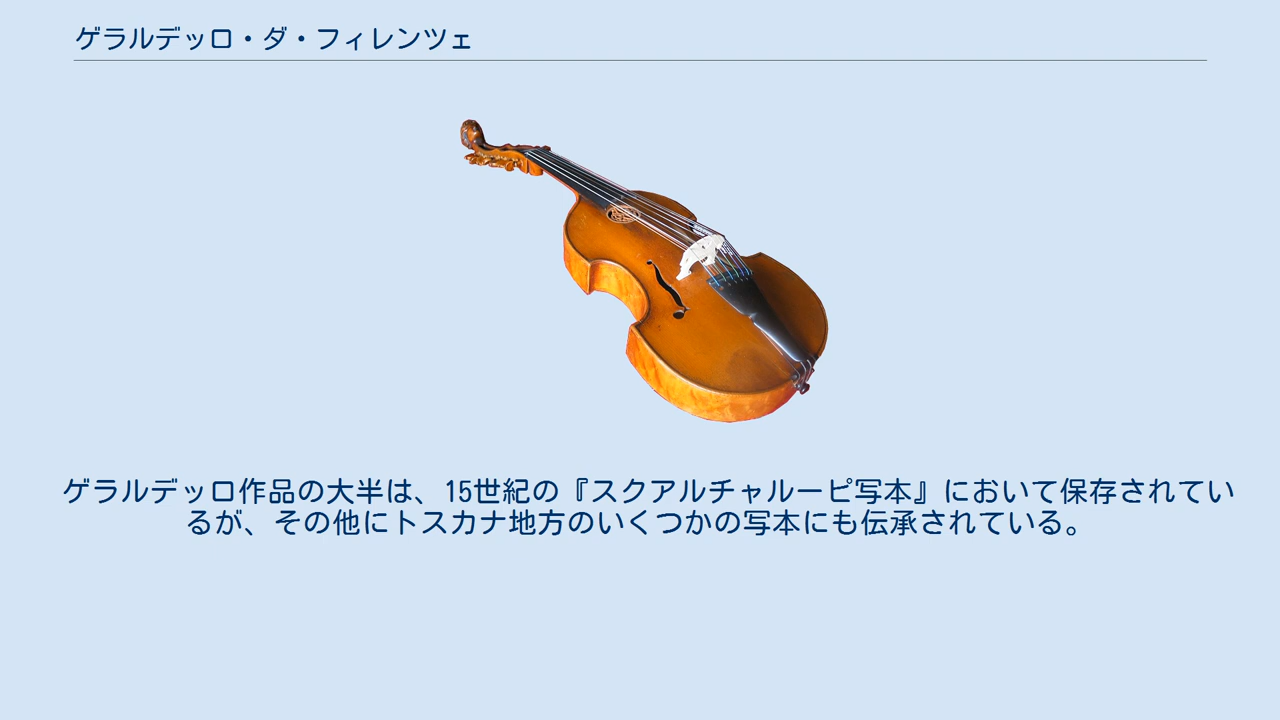 ゲラルデッロ・ダ・フィレンツェ
ゲラルデッロ作品の大半は、15世紀の『スクアルチャルーピ写本』において保存されてい
るが、その他にトスカナ地方のいくつかの写本にも伝承されている。